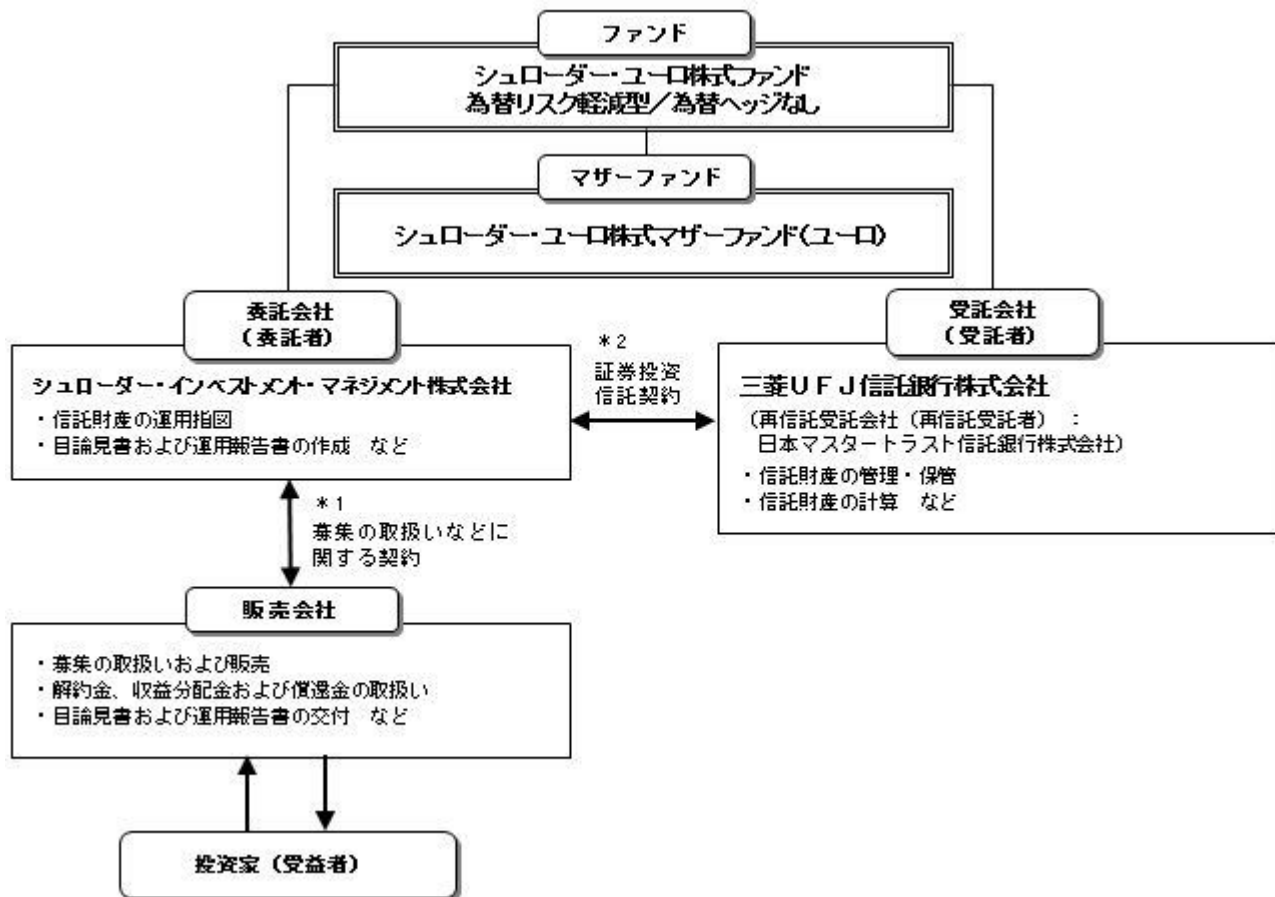 ファンド
シュローダー・ユーロ株式ファンド
為替リスク軽減型／為替ヘッジなし
マザーファンド
シュローダー・ユーロ株式マザーファンド(ユーロ)
委託会社
(委託者)
シュローダー・インベストメント・マネジメント株式会社
・信託財産の運用指図
・目論見書および運用報告書の作成　など
＊2
証券投資
信託契約
受託会社
(受託者)
三菱ＵＦＪ信託銀行株式会社
(再信託受託会社（再信託受託者）：
日本マスタートラスト信託銀行株式会社)
・信託財産の管理・保管
・信託財産の計算　など
＊1
募集の取扱いなどに
関する契約
販売会社
・募集の取扱いおよび販売
・解約金、収益分配金および償還金の取扱い
・目論見書および運用報告書の交付　など
投資家（受益者）